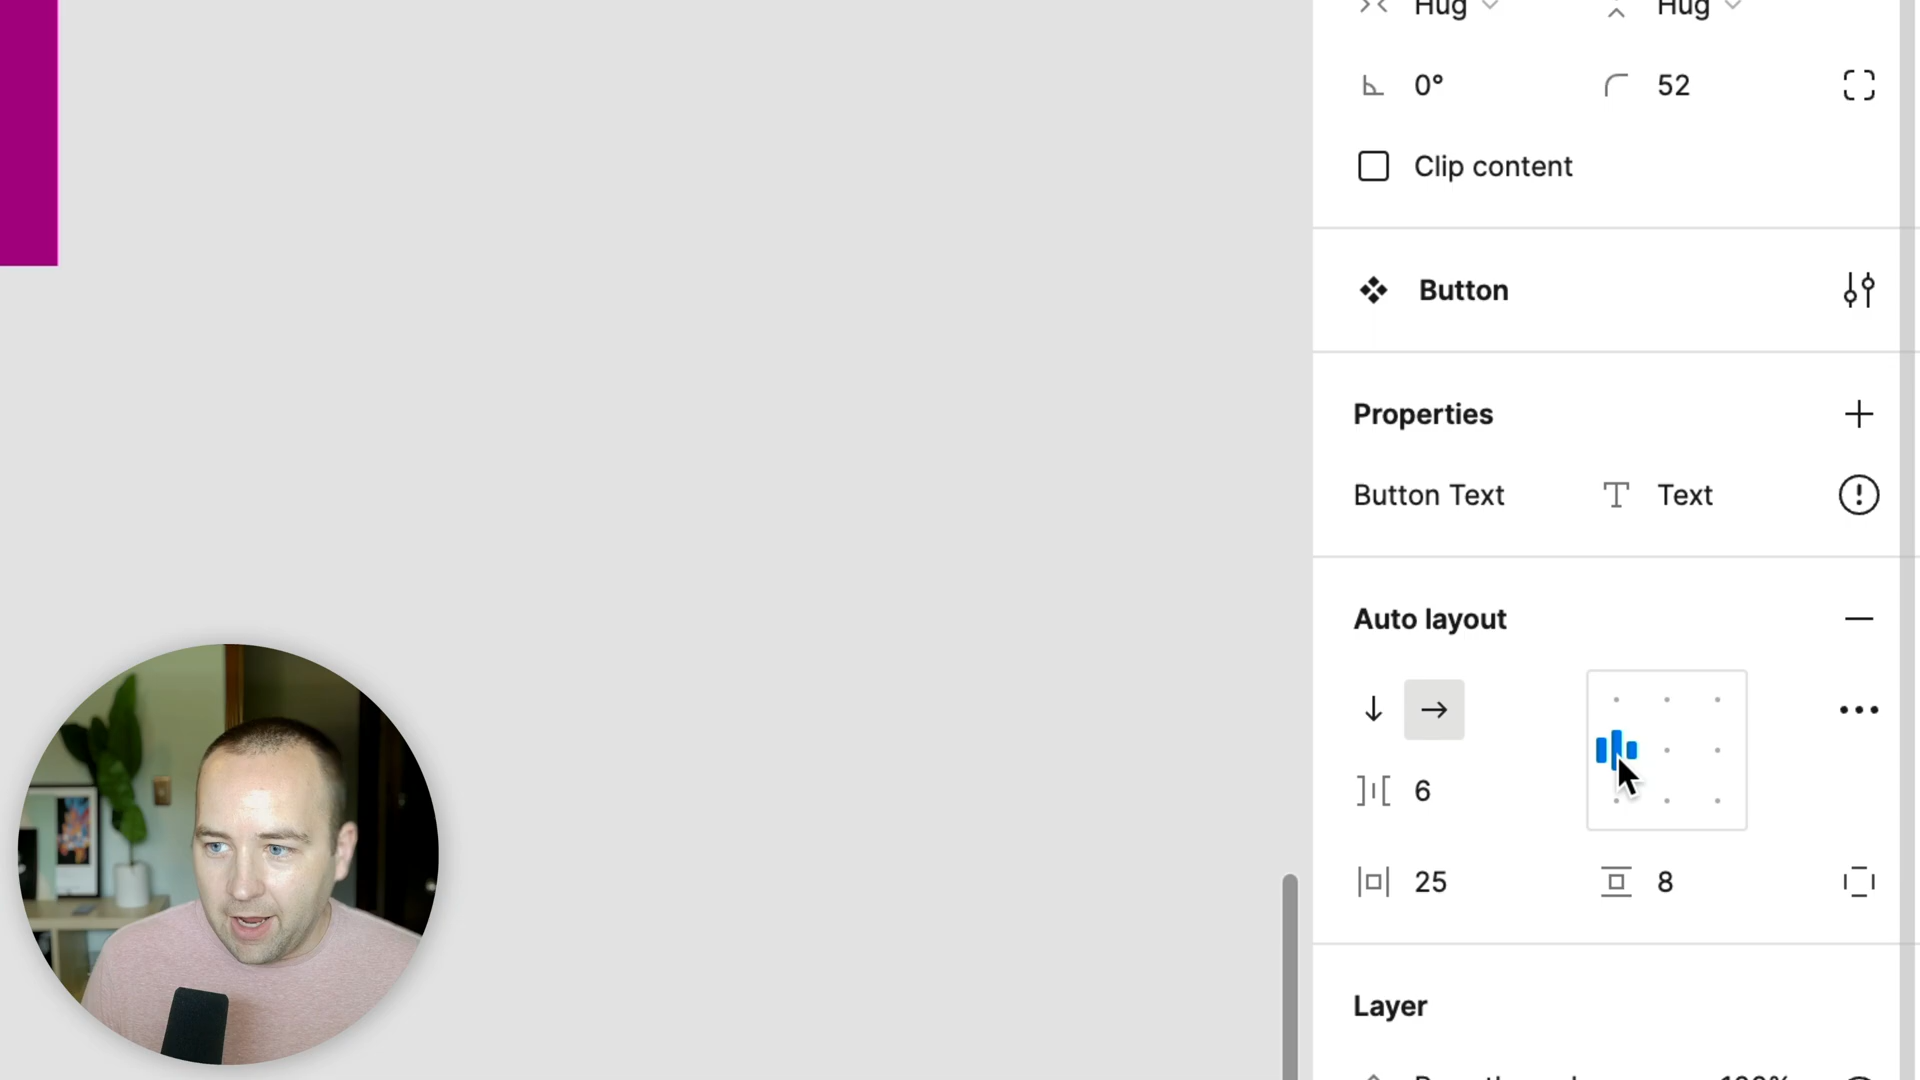 Hug Hug
0° 52
Clip content
Button
Properties
Button Text T Text
Auto layout
6
25 8
Layer